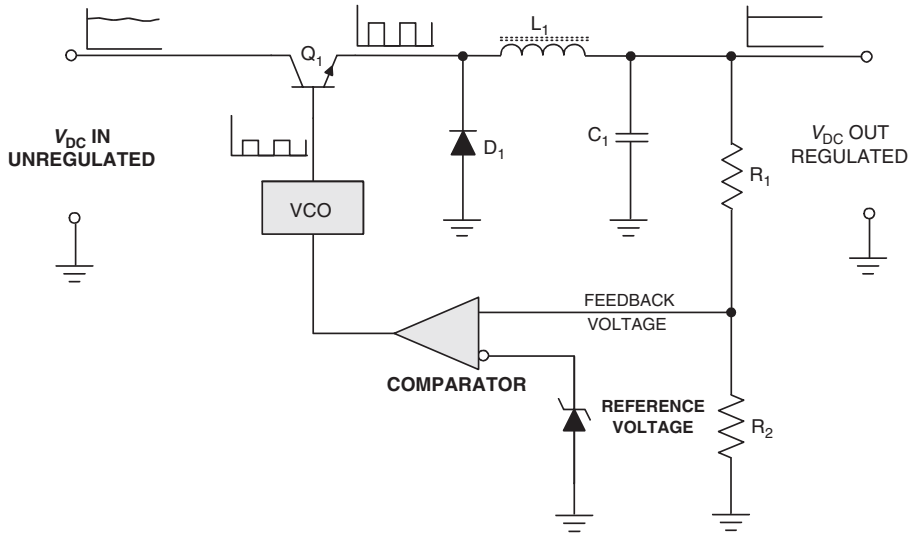 L1
Q1
VDC IN
UNREGULATED
D1
C1
VDC OUT
REGULATED
R1
VCO
FEEDBACK
VOLTAGE
COMPARATOR
REFERENCE
VOLTAGE
R2